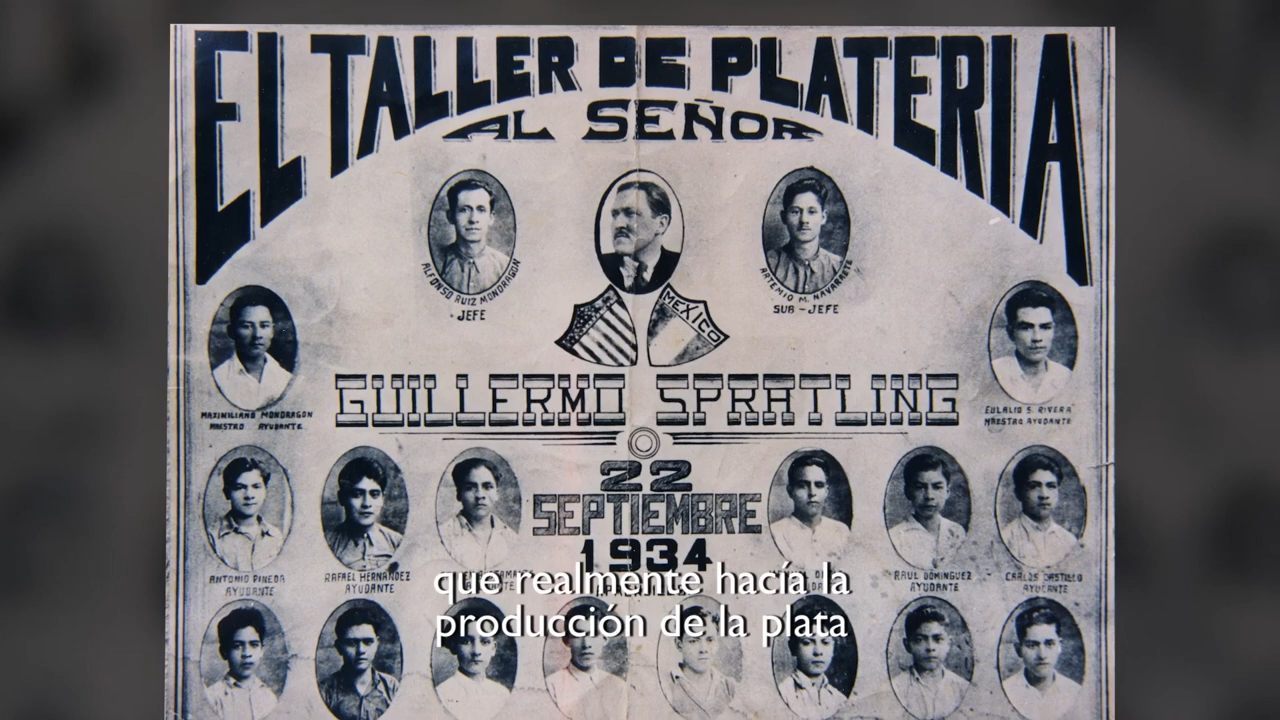 EL TALLER DE PLATERIA
AL SEÑOR
ALFONSO RUIZ MONDRAGON
JEFE
ARTEMIO M. NAVARRETE
SUB-JEFE
MEXICO
MAXIMILIANO MONDRAGON
MAESTRO AYUDANTE
EULALIO S. RIVERA
MAESTRO AYUDANTE
GUILLERMO SPRATLING
22
SEPTIEMBRE
1934
ANTONIO PINEDA
AYUDANTE
RAFAEL HERNANDEZ
AYUDANTE
RAUL DOMINGUEZ
AYUDANTE
CARLOS CASTILLO
AYUDANTE
que realmente hacía la
producción de la plata